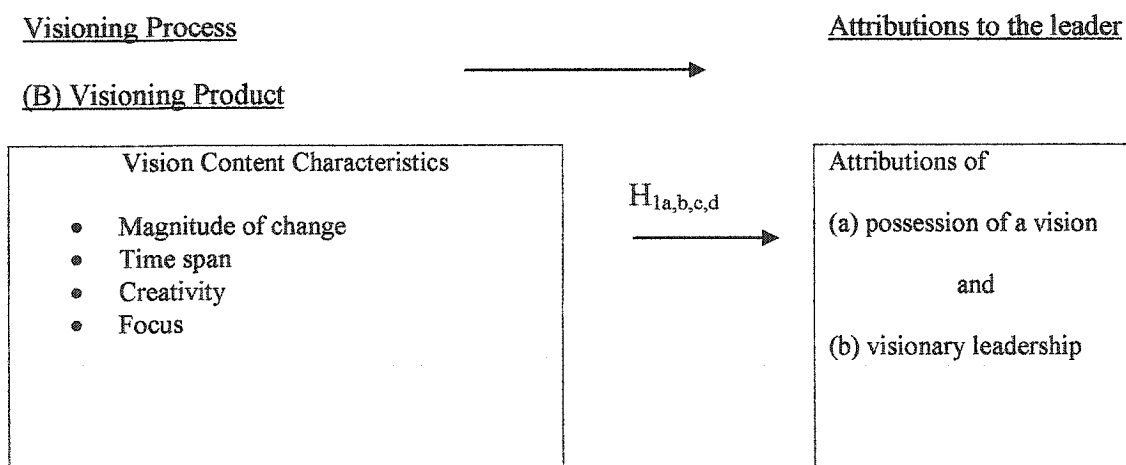 Visioning Process
Attributions to the leader
(B) Visioning Product
Vision Content Characteristics
• Magnitude of change
• Time span
• Creativity
• Focus
H1a,b,c,d
Attributions of
(a) possession of a vision
and
(b) visionary leadership